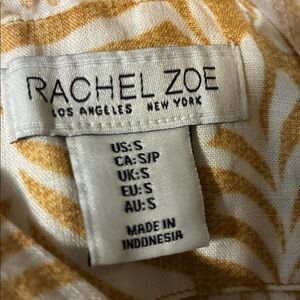 RACHEL ZOE
LOS ANGELES NEW YORK
US: S
CA: S/P
UK: S
EU: S
AU: S
MADE IN
INDONESIA